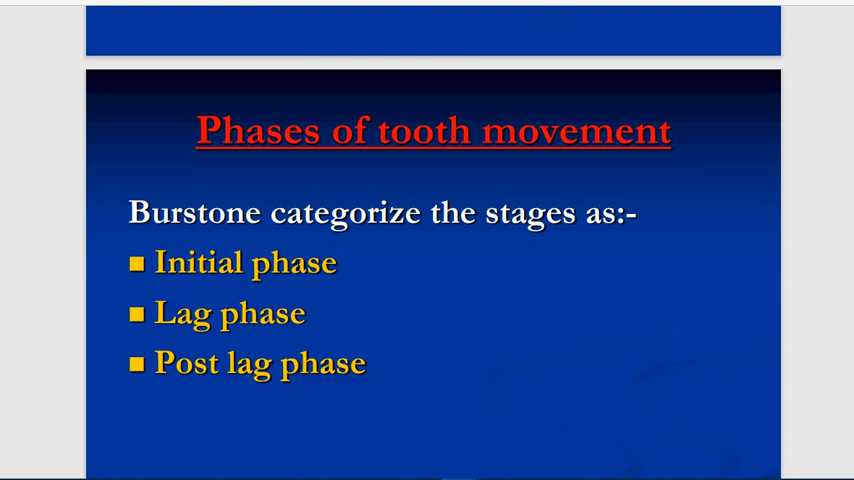 Phases of tooth movement
Burstone categorize the stages as:-
Initial phase
Lag phase
Post lag phase